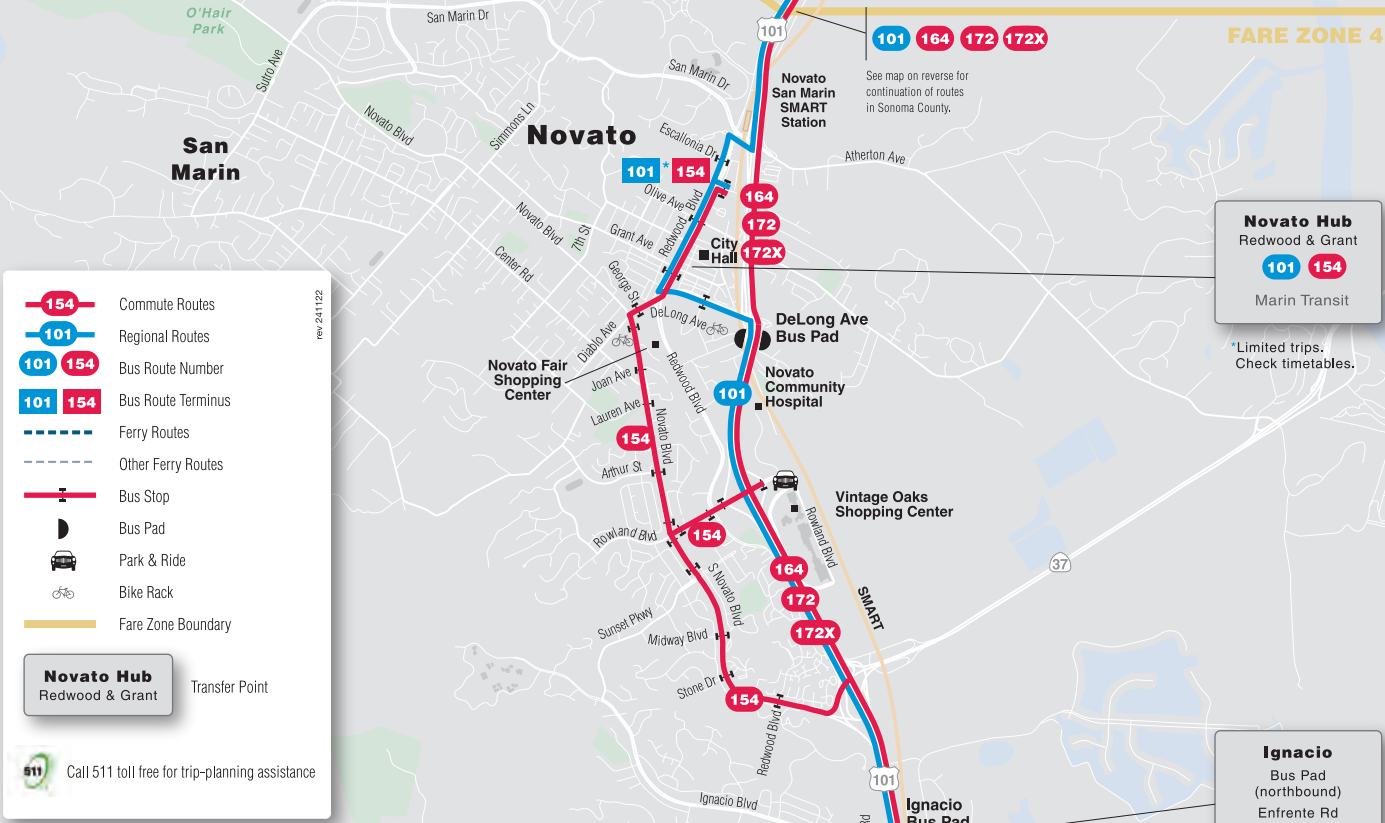 O'Hair
Park
San Marin Dr
101
101 164 172 172X
FARE ZONE 4
See map on reverse for
continuation of routes
in Sonoma County.
Sutro Ave
San Marin Dr
Novato
San Marin
SMART
Station
Novato Blvd
Simmons Ln
Novato
San
Marin
Escallonia Dr
Atherton Ave
101 * 154
Olive Ave
Redwood Blvd
164
172
172X
Novato Blvd
7th St
Grant Ave
City
Hall
Center Rd
George St
Novato Hub
Redwood & Grant
101 154
Marin Transit
*Limited trips.
Check timetables.
DeLong Ave
DeLong Ave
Bus Pad
Diablo Ave
Novato Fair
Shopping
Center
Joan Ave
Redwood Blvd
Novato
Community
Hospital
101
Lauren Ave
Novato Blvd
154
Arthur St
Vintage Oaks
Shopping Center
Rowland Blvd
Rowland Blvd
154
37
164
172
172X
S Novato Blvd
SMART
Sunset Pkwy
Midway Blvd
Stone Dr
154
Redwood Blvd
101
Ignacio Blvd
Ignacio
Bus Pad
Rd
Ignacio
Bus Pad
(northbound)
Enfrente Rd
rev 241122
154 Commute Routes
101 Regional Routes
101 154 Bus Route Number
101 154 Bus Route Terminus
Ferry Routes
Other Ferry Routes
Bus Stop
Bus Pad
Park & Ride
Bike Rack
Fare Zone Boundary
Novato Hub
Redwood & Grant
Transfer Point
511 Call 511 toll free for trip-planning assistance